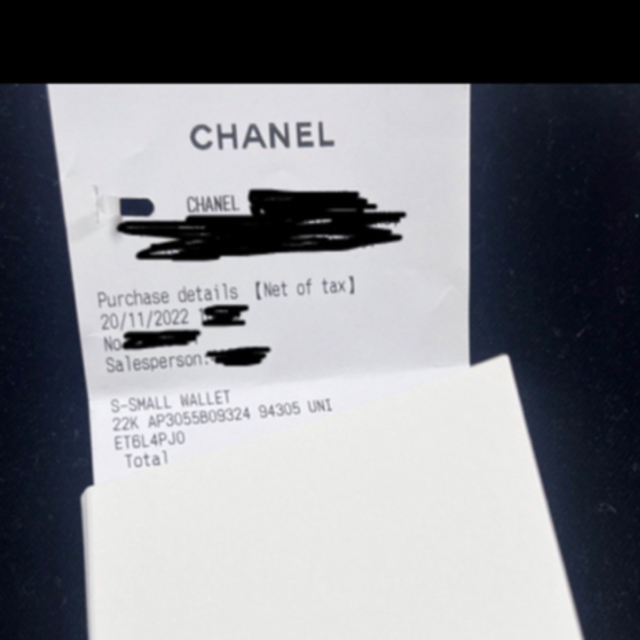 CHANEL
CHANEL
Purchase details 【Net of tax】
20/11/2022
No
Salesperson:
S-SMALL WALLET
22K AP3055B09324 94305 UNI
ET6L4PJ0
Total